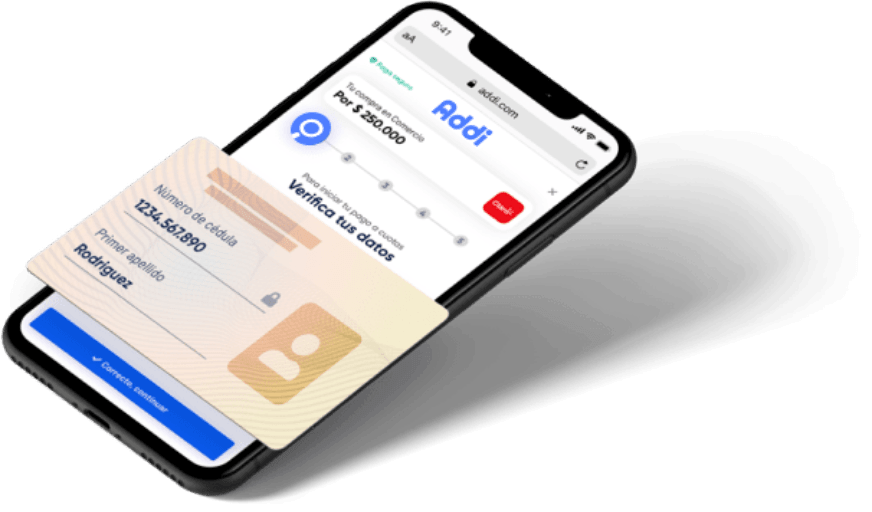 9:41
AA
addi.com
Pago seguro
Addi
Tu compra en Comercio
Por $ 250.000
Claro
2
3
4
5
Para iniciar tu pago a cuotas
Verifica tus datos
Número de cédula
1234.567.890
Primer apellido
Rodriguez
Correcto, continuar